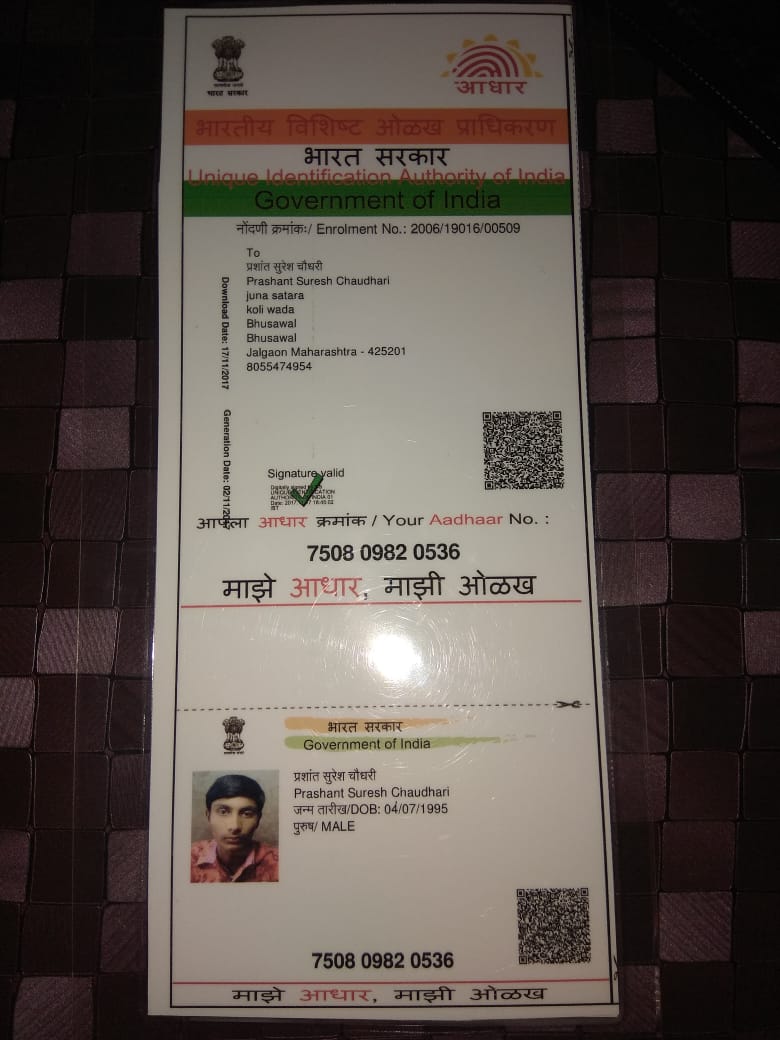 सत्यमेव जयते
भारत सरकार
आधार
भारतीय विशिष्ट ओळख प्राधिकरण
भारत सरकार
Unique Identification Authority of India
Government of India
नोंदणी क्रमांकः/ Enrolment No.: 2006/19016/00509
To
प्रशांत सुरेश चौधरी
Prashant Suresh Chaudhari
juna satara
koli wada
Bhusawal
Bhusawal
Jalgaon Maharashtra - 425201
8055474954
Download Date: 17/11/2017
Generation Date:
Signature valid
आपला आधार क्रमांक / Your Aadhaar No. :
7508 0982 0536
माझे आधार, माझी ओळख
भारत सरकार
Government of India
प्रशांत सुरेश चौधरी
Prashant Suresh Chaudhari
जन्म तारीख/DOB: 04/07/1995
पुरुष/ MALE
7508 0982 0536
माझे आधार, माझी ओळख